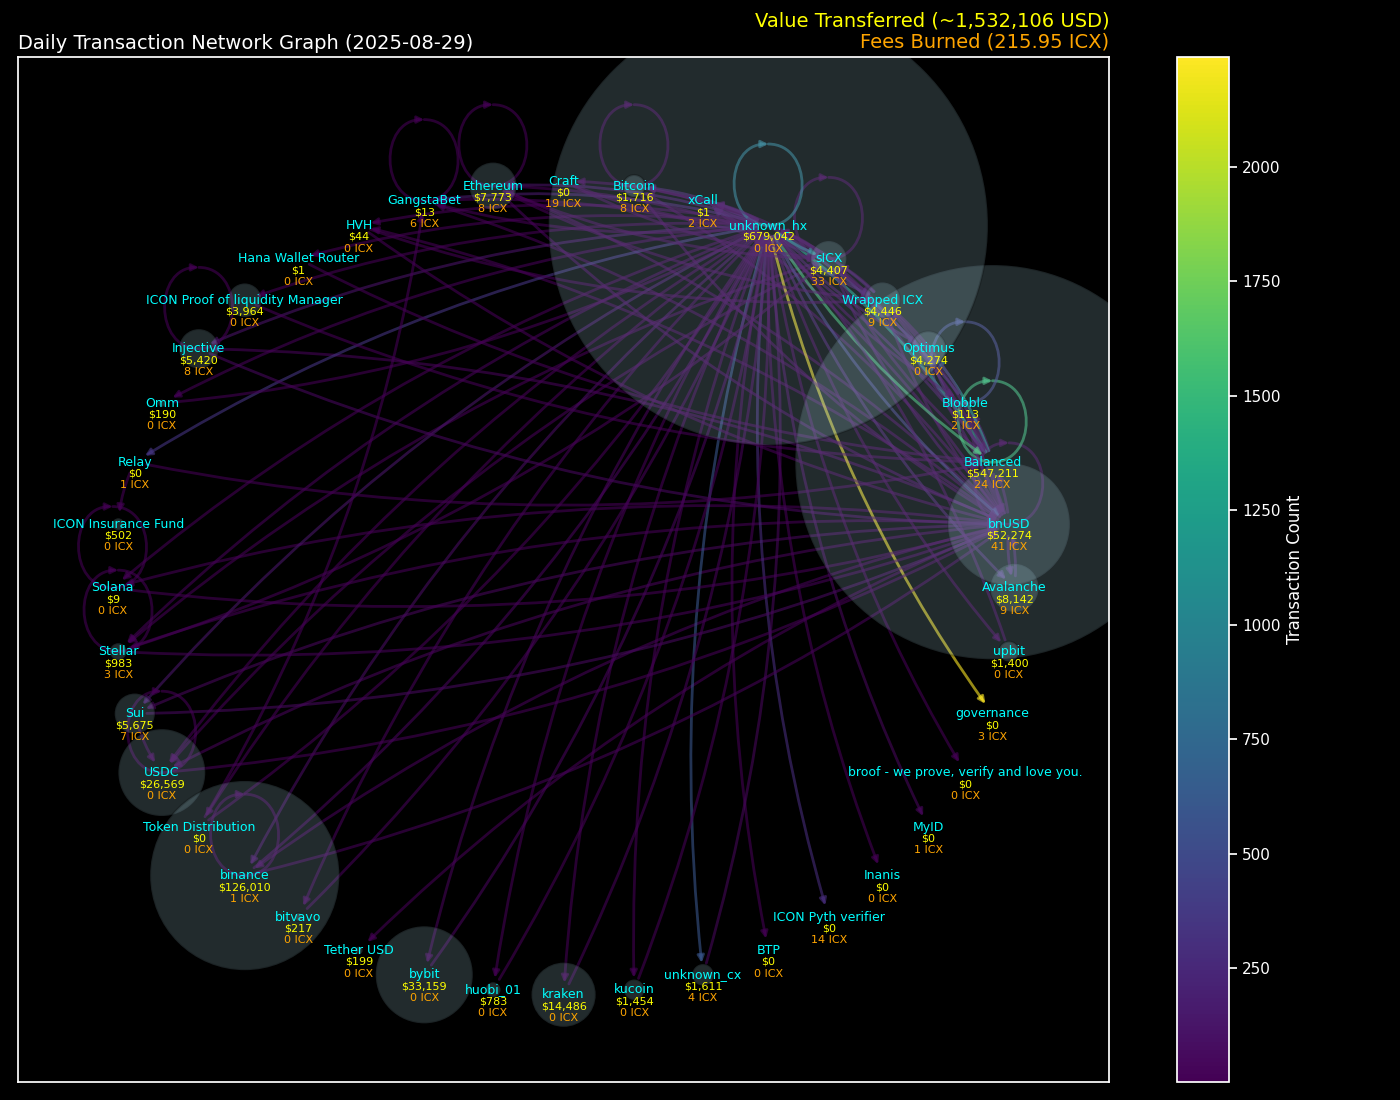 Value Transferred (~1,532,106 USD)
Daily Transaction Network Graph (2025-08-29)
Fees Burned (215.95 ICX)
Craft
$0
19 ICX
Ethereum
$7,773
8 ICX
Bitcoin
$1,716
8 ICX
GangstaBet
$13
6 ICX
xCall
$1
2 ICX
HVH
$44
0 ICX
unknown_hx
$679,042
0 ICX
Hana Wallet Router
$1
0 ICX
sICX
$4,407
33 ICX
ICON Proof of liquidity Manager
$3,964
0 ICX
Wrapped ICX
$4,446
9 ICX
Injective
$5,420
8 ICX
Optimus
$4,274
0 ICX
Omm
$190
0 ICX
Blobble
$113
2 ICX
Relay
$0
1 ICX
Balanced
$547,211
24 ICX
ICON Insurance Fund
$502
0 ICX
bnUSD
$52,274
41 ICX
Solana
$9
0 ICX
Avalanche
$8,142
9 ICX
Stellar
$983
3 ICX
upbit
$1,400
0 ICX
Sui
$5,675
7 ICX
governance
$0
3 ICX
USDC
$26,569
0 ICX
broof - we prove, verify and love you.
$0
0 ICX
Token Distribution
$0
0 ICX
MyID
$0
1 ICX
binance
$126,010
1 ICX
Inanis
$0
0 ICX
bitvavo
$217
0 ICX
ICON Pyth verifier
$0
14 ICX
Tether USD
$199
0 ICX
BTP
$0
0 ICX
bybit
$33,159
0 ICX
unknown_cx
$1,611
4 ICX
huobi_01
$783
0 ICX
kraken
$14,486
0 ICX
kucoin
$1,454
0 ICX
2000
1750
1500
1250
1000
750
500
250
Transaction Count